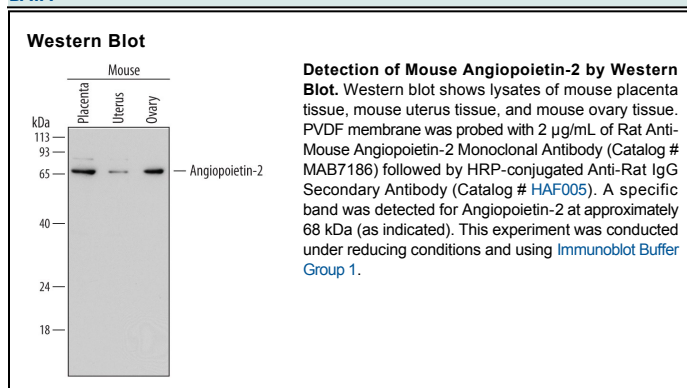 Western Blot
Mouse
Placenta
Uterus
Ovary
kDa
113
93
65
40
24
18
Angiopoietin-2
Detection of Mouse Angiopoietin-2 by Western
Blot. Western blot shows lysates of mouse placenta
tissue, mouse uterus tissue, and mouse ovary tissue.
PVDF membrane was probed with 2 µg/mL of Rat Anti-
Mouse Angiopoietin-2 Monoclonal Antibody (Catalog #
MAB7186) followed by HRP-conjugated Anti-Rat IgG
Secondary Antibody (Catalog # HAF005). A specific
band was detected for Angiopoietin-2 at approximately
68 kDa (as indicated). This experiment was conducted
under reducing conditions and using Immunoblot Buffer
Group 1.